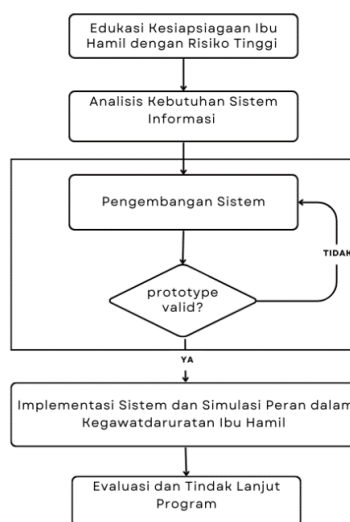 Edukasi Kesiapsiagaan Ibu
Hamil dengan Risiko Tinggi
Analisis Kebutuhan Sistem
Informasi
Pengembangan Sistem
TIDAK
prototype
valid?
YA
Implementasi Sistem dan Simulasi Peran dalam
Kegawatdaruratan Ibu Hamil
Evaluasi dan Tindak Lanjut
Program